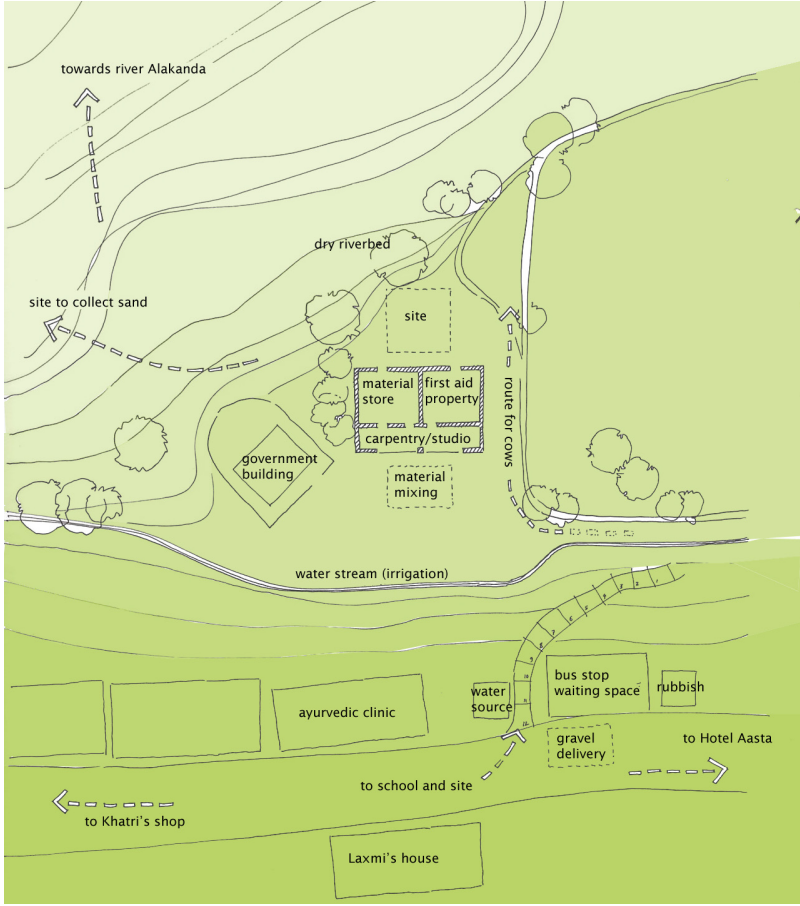 towards river Alakanda
dry riverbed
site to collect sand
site
material
store
first aid
property
route for cows
carpentry/studio
government
building
material
mixing
water stream (irrigation)
bus stop
waiting space
rubbish
water
source
ayurvedic clinic
gravel
delivery
to Hotel Aasta
to school and site
to Khatri's shop
Laxmi's house